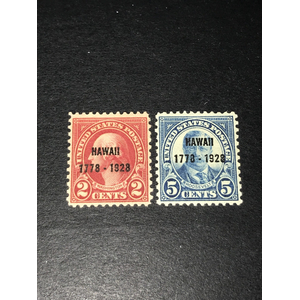 UNITED STATES POSTAGE
HAWAII
1778 - 1928
2 CENTS 2
UNITED STATES POSTAGE
HAWAII
1778 - 1928
5 CENTS 5